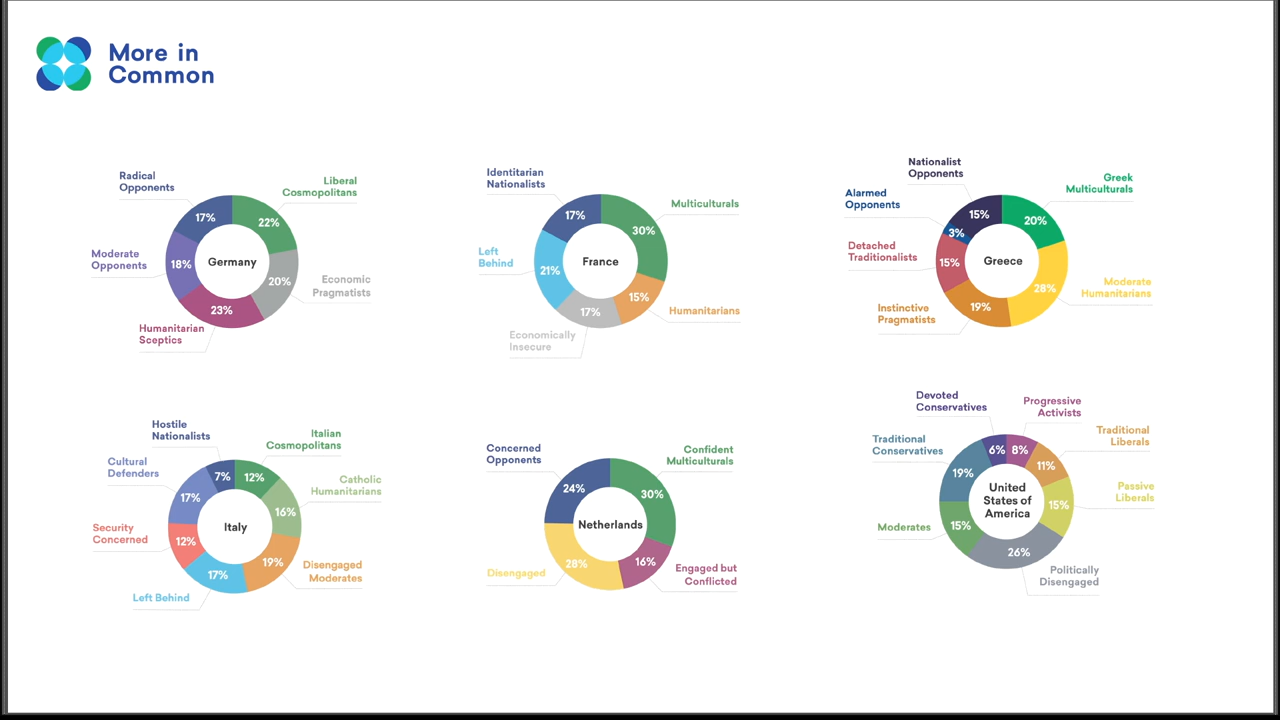 More in
Common
Radical
Opponents
Liberal
Cosmopolitans
17%
22%
Moderate
Opponents
18%
Germany
20%
Economic
Pragmatists
23%
Humanitarian
Sceptics
Identitarian
Nationalists
Multiculturals
17%
30%
Left
Behind
21%
France
15%
Humanitarians
17%
Economically
Insecure
Nationalist
Opponents
Greek
Multiculturals
Alarmed
Opponents
15%
20%
3%
Detached
Traditionalists
15%
Greece
28%
Moderate
Humanitarians
19%
Instinctive
Pragmatists
Hostile
Nationalists
Italian
Cosmopolitans
Cultural
Defenders
7%
12%
Catholic
Humanitarians
17%
16%
Security
Concerned
12%
Italy
19%
Disengaged
Moderates
17%
Left Behind
Concerned
Opponents
Confident
Multiculturals
24%
30%
Netherlands
Disengaged
28%
16%
Engaged but
Conflicted
Devoted
Conservatives
Progressive
Activists
Traditional
Conservatives
Traditional
Liberals
6%
8%
19%
11%
United
States of
America
Passive
Liberals
15%
Moderates
15%
26%
Politically
Disengaged